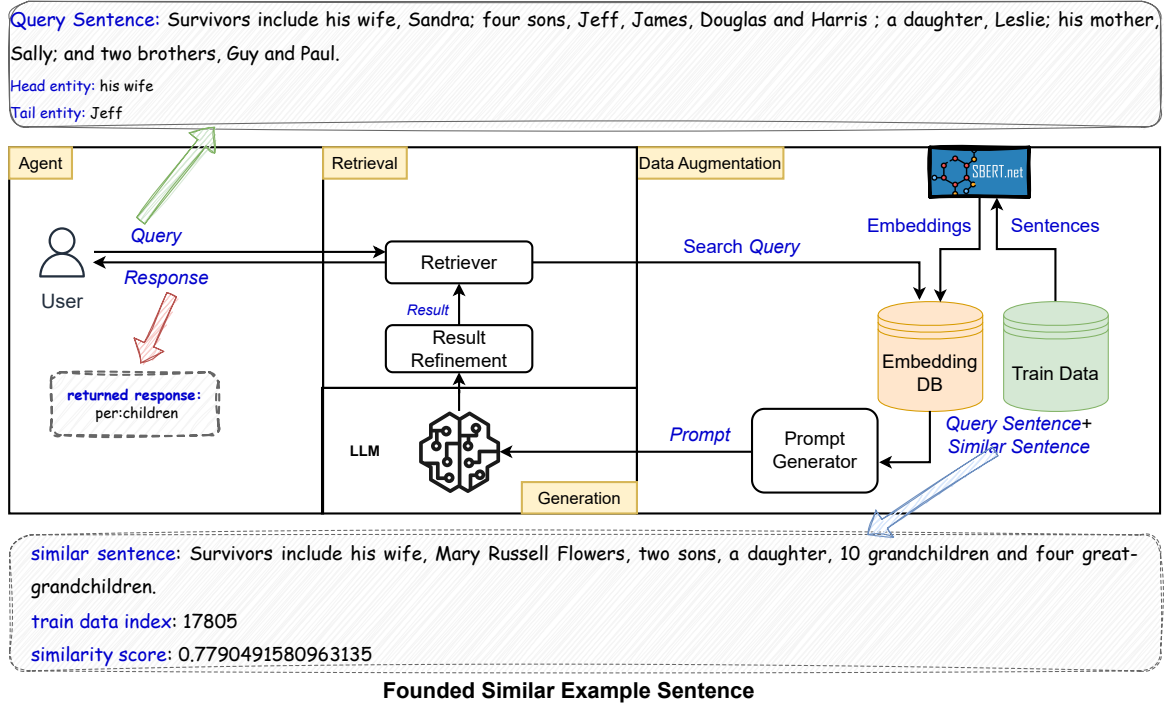 Query Sentence: Survivors include his wife, Sandra; four sons, Jeff, James, Douglas and Harris ; a daughter, Leslie; his mother,
Sally; and two brothers, Guy and Paul.
Head entity: his wife
Tail entity: Jeff
Agent
Retrieval
Data Augmentation
SBERT.net
Embeddings
Sentences
Query
Response
User
Retriever
Search Query
Result
Result
Refinement
Embedding
DB
Train Data
returned response:
per:children
LLM
Prompt
Prompt
Generator
Query Sentence+
Similar Sentence
Generation
similar sentence: Survivors include his wife, Mary Russell Flowers, two sons, a daughter, 10 grandchildren and four great-
grandchildren.
train data index: 17805
similarity score: 0.7790491580963135
Founded Similar Example Sentence